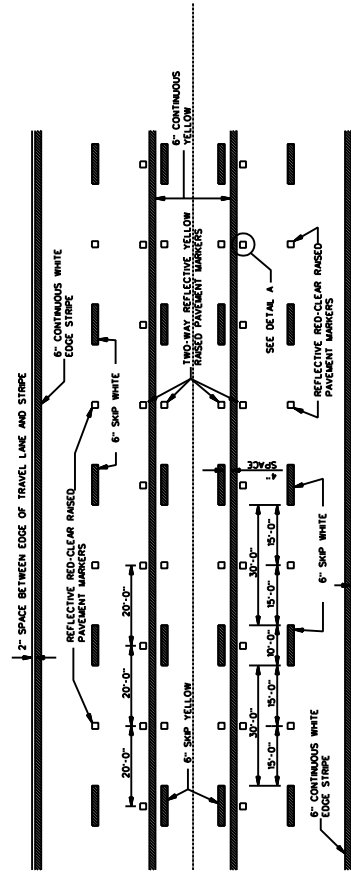 2" SPACE BETWEEN EDGE OF TRAVEL LANE AND STRIPE
6" CONTINUOUS WHITE
EDGE STRIPE
REFLECTIVE RED-CLEAR RAISED
PAVEMENT MARKERS
6" SKIP WHITE
20'-0"
20'-0"
20'-0"
6" CONTINUOUS
YELLOW
TWO-WAY REFLECTIVE YELLOW
RAISED PAVEMENT MARKERS
6" SKIP YELLOW
4"
SPACE
SEE DETAIL A
30'-0"
30'-0"
15'-0"
15'-0"
10'-0"
15'-0"
15'-0"
REFLECTIVE RED-CLEAR RAISED
PAVEMENT MARKERS
6" SKIP WHITE
6" CONTINUOUS WHITE
EDGE STRIPE